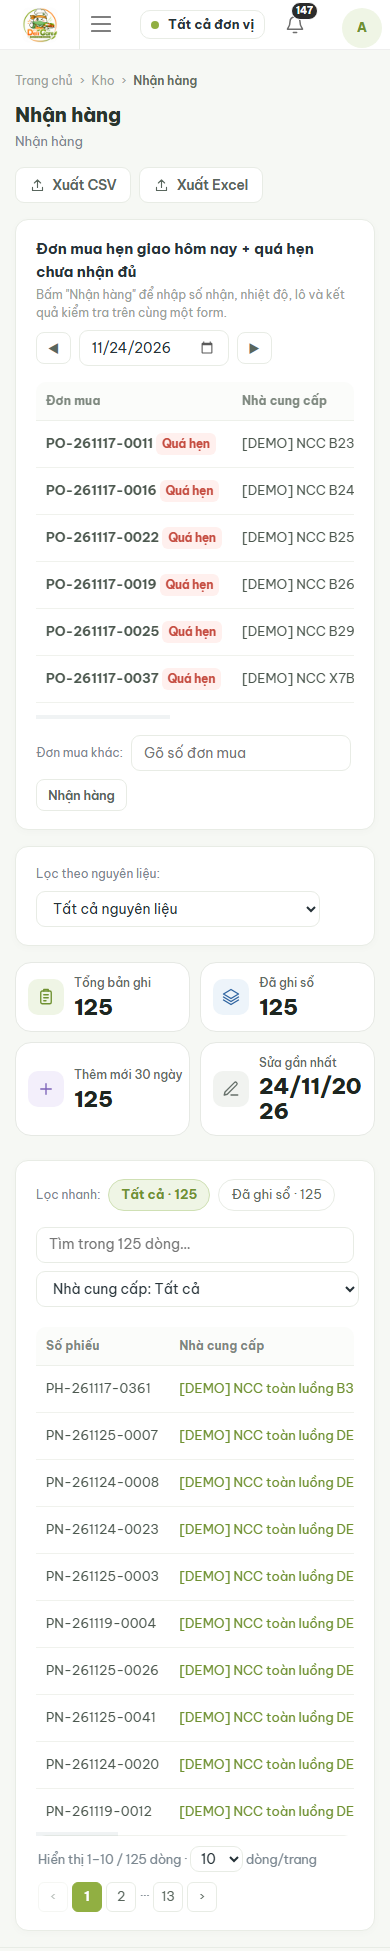 Tất cả đơn vị
147
A
Trang chủ › Kho › Nhận hàng
Nhận hàng
Nhận hàng
Xuất CSV
Xuất Excel
Đơn mua hẹn giao hôm nay + quá hẹn
chưa nhận đủ
Bấm "Nhận hàng" để nhập số nhận, nhiệt độ, lô và kết
quả kiểm tra trên cùng một form.
◀ 11/24/2026 ▶
Đơn mua Nhà cung cấp
PO-261117-0011 Quá hẹn [DEMO] NCC B23
PO-261117-0016 Quá hẹn [DEMO] NCC B24
PO-261117-0022 Quá hẹn [DEMO] NCC B25
PO-261117-0019 Quá hẹn [DEMO] NCC B26
PO-261117-0025 Quá hẹn [DEMO] NCC B29
PO-261117-0037 Quá hẹn [DEMO] NCC X7B
Đơn mua khác: Gõ số đơn mua
Nhận hàng
Lọc theo nguyên liệu:
Tất cả nguyên liệu
Tổng bản ghi
125
Đã ghi sổ
125
Thêm mới 30 ngày
125
Sửa gần nhất
24/11/20
26
Lọc nhanh: Tất cả · 125 Đã ghi sổ · 125
Tìm trong 125 dòng...
Nhà cung cấp: Tất cả
Số phiếu Nhà cung cấp
PH-261117-0361 [DEMO] NCC toàn luồng B3
PN-261125-0007 [DEMO] NCC toàn luồng DE
PN-261124-0008 [DEMO] NCC toàn luồng DE
PN-261124-0023 [DEMO] NCC toàn luồng DE
PN-261125-0003 [DEMO] NCC toàn luồng DE
PN-261119-0004 [DEMO] NCC toàn luồng DE
PN-261125-0026 [DEMO] NCC toàn luồng DE
PN-261125-0041 [DEMO] NCC toàn luồng DE
PN-261124-0020 [DEMO] NCC toàn luồng DE
PN-261119-0012 [DEMO] NCC toàn luồng DE
Hiển thị 1–10 / 125 dòng · 10 dòng/trang
‹ 1 2 ... 13 ›